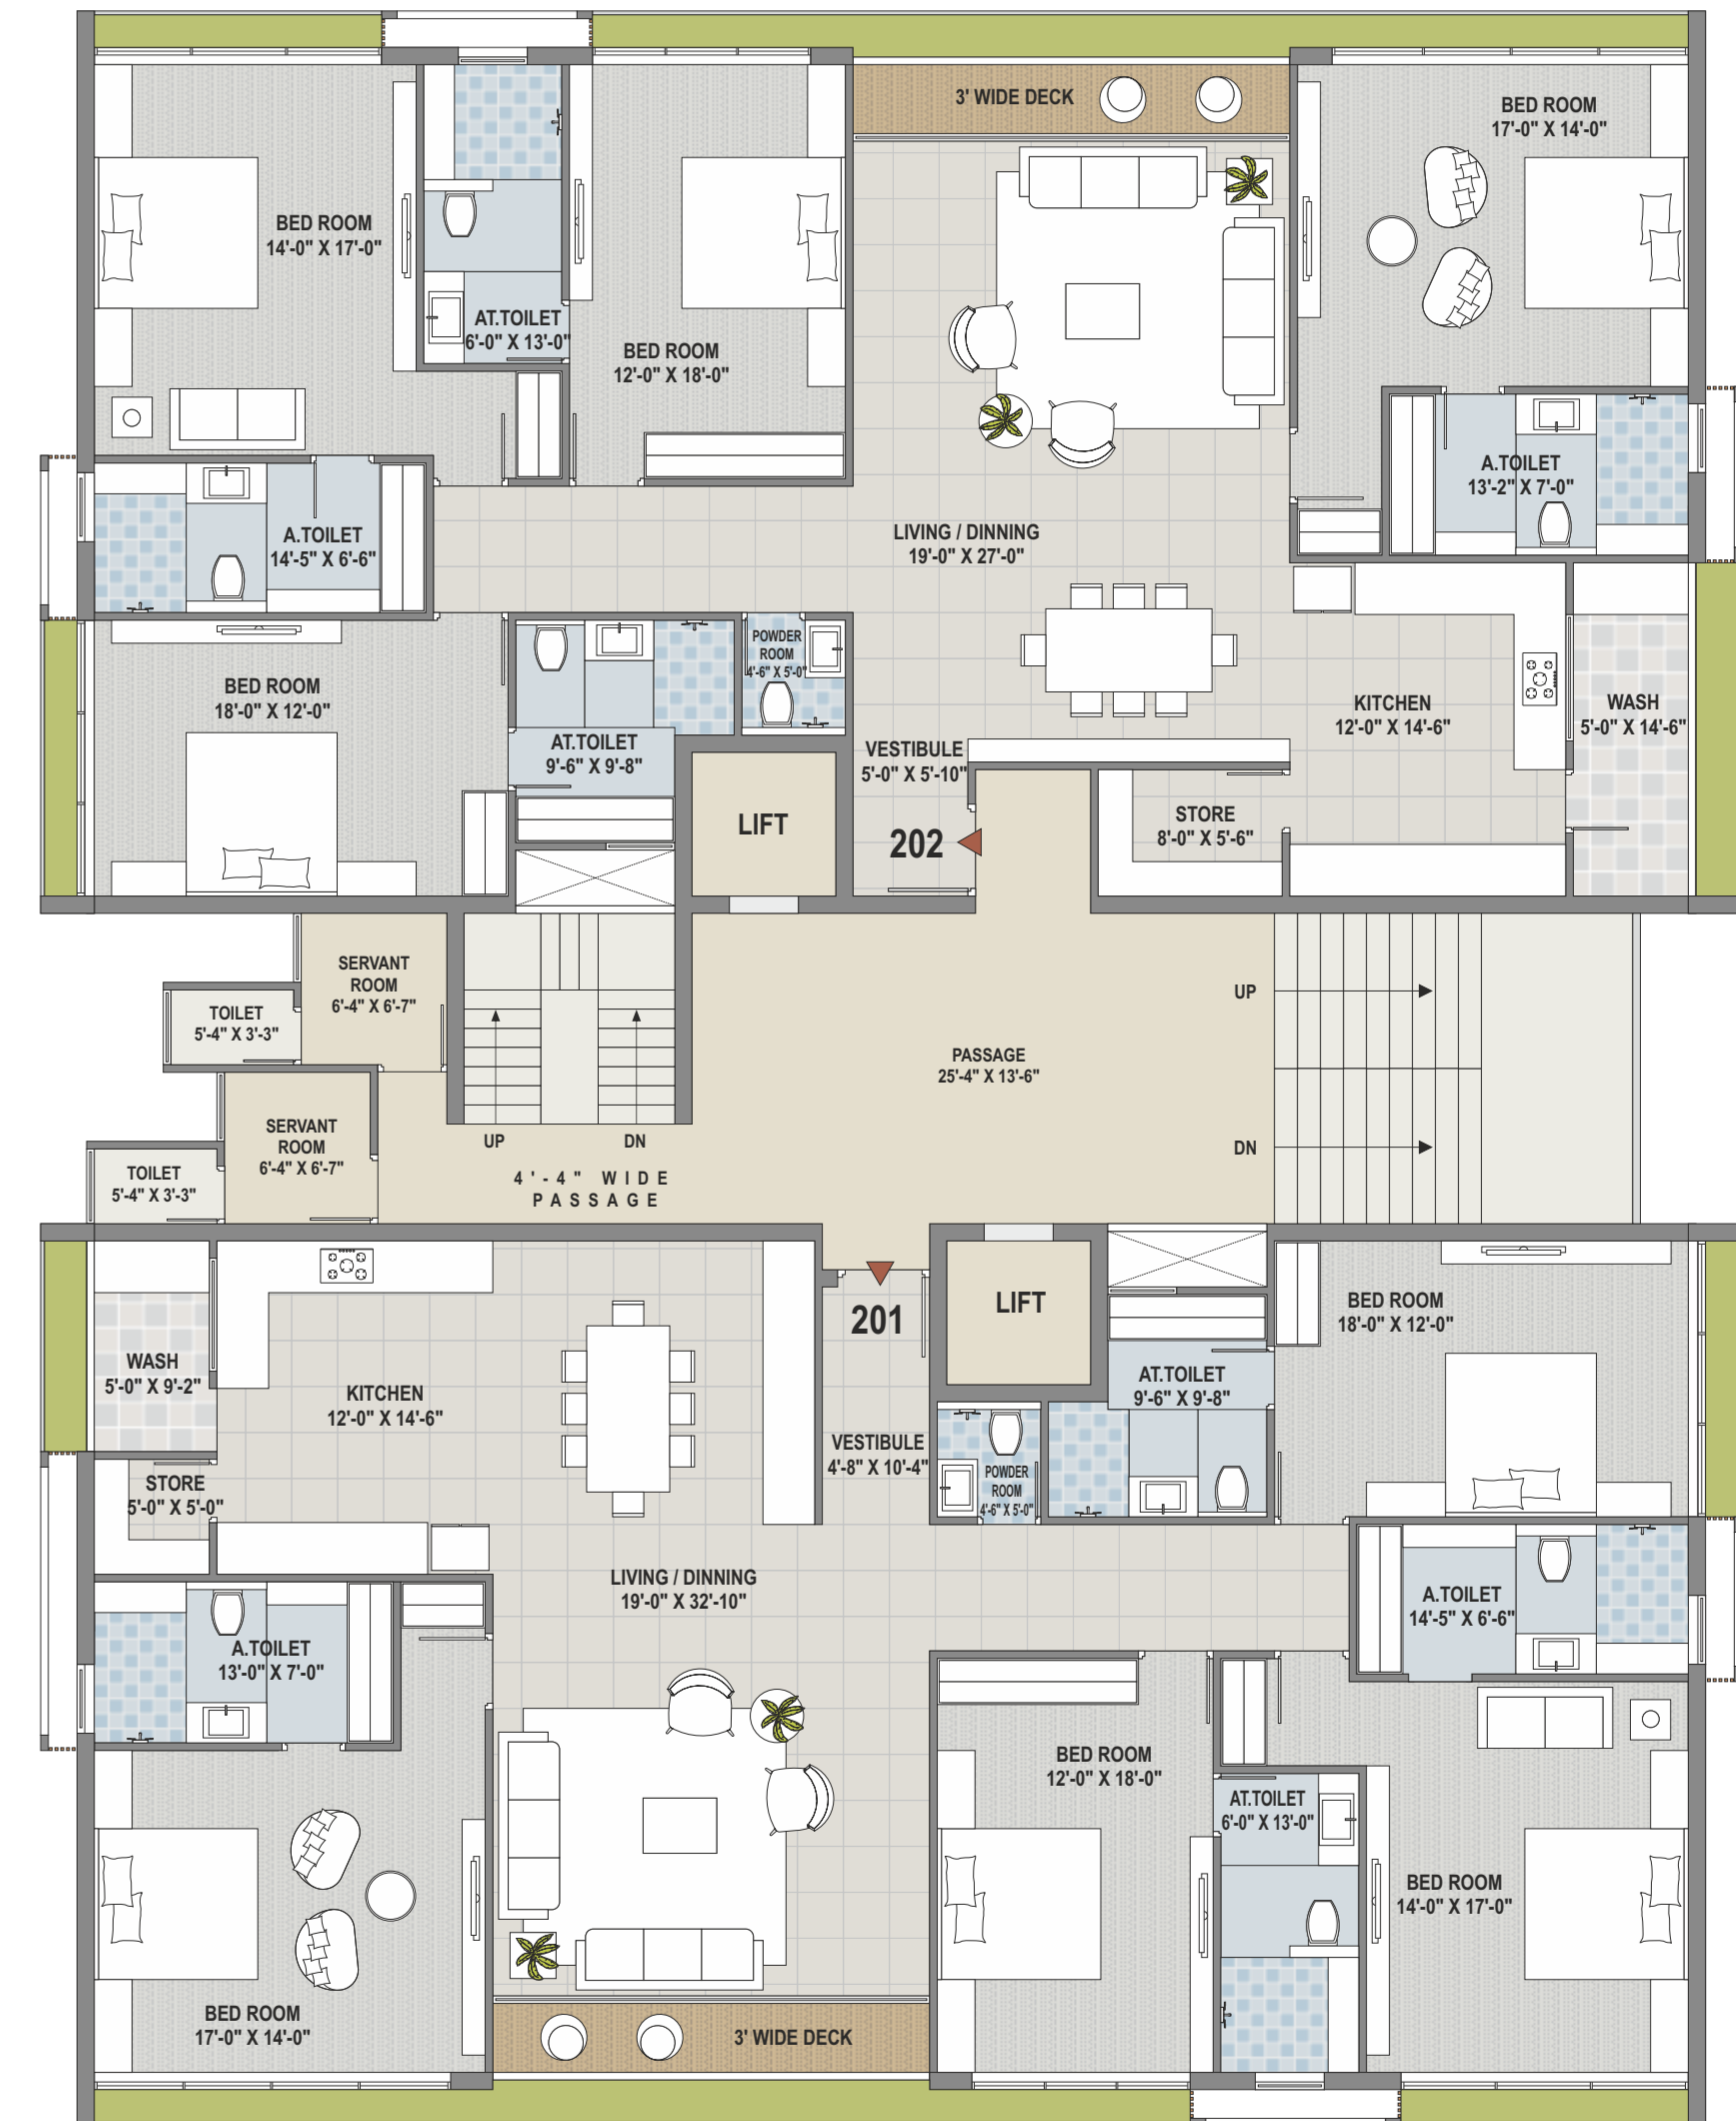 3' WIDE DECK
BED ROOM
17'-0" X 14'-0"
BED ROOM
14'-0" X 17'-0"
AT.TOILET
6'-0" X 13'-0"
BED ROOM
12'-0" X 18'-0"
A.TOILET
13'-2" X 7'-0"
A.TOILET
14'-5" X 6'-6"
LIVING / DINNING
19'-0" X 27'-0"
BED ROOM
18'-0" X 12'-0"
POWDER
ROOM
4'-6" X 5'-0"
AT.TOILET
9'-6" X 9'-8"
KITCHEN
12'-0" X 14'-6"
WASH
5'-0" X 14'-6"
VESTIBULE
5'-0" X 5'-10"
LIFT
202
STORE
8'-0" X 5'-6"
SERVANT
ROOM
6'-4" X 6'-7"
TOILET
5'-4" X 3'-3"
UP
PASSAGE
25'-4" X 13'-6"
SERVANT
ROOM
6'-4" X 6'-7"
UP
DN
DN
TOILET
5'-4" X 3'-3"
4'-4" WIDE
PASSAGE
201
LIFT
BED ROOM
18'-0" X 12'-0"
WASH
5'-0" X 9'-2"
KITCHEN
12'-0" X 14'-6"
AT.TOILET
9'-6" X 9'-8"
VESTIBULE
4'-8" X 10'-4"
POWDER
ROOM
4'-6" X 5'-0"
STORE
5'-0" X 5'-0"
LIVING / DINNING
19'-0" X 32'-10"
A.TOILET
14'-5" X 6'-6"
A.TOILET
13'-0" X 7'-0"
BED ROOM
12'-0" X 18'-0"
AT.TOILET
6'-0" X 13'-0"
BED ROOM
14'-0" X 17'-0"
BED ROOM
17'-0" X 14'-0"
3' WIDE DECK